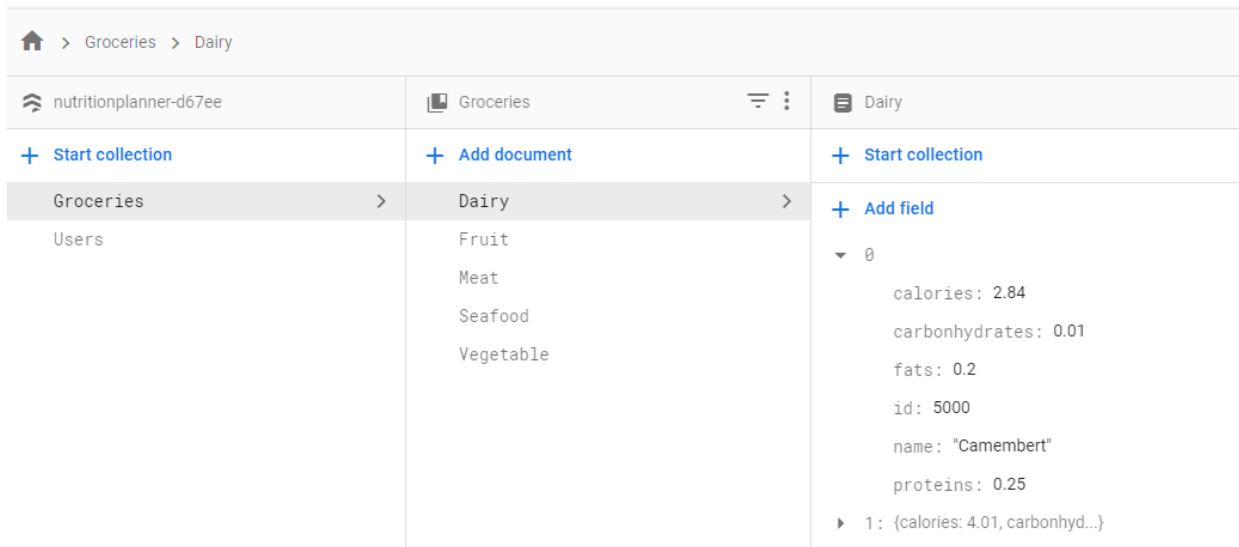 Groceries > Dairy
nutritionplanner-d67ee
Groceries
Dairy
+ Start collection
+ Add document
+ Start collection
Groceries >
Users
Dairy >
Fruit
Meat
Seafood
Vegetable
+ Add field
0
calories: 2.84
carbonhydrates: 0.01
fats: 0.2
id: 5000
name: "Camembert"
proteins: 0.25
1: {calories: 4.01, carbonhyd...}